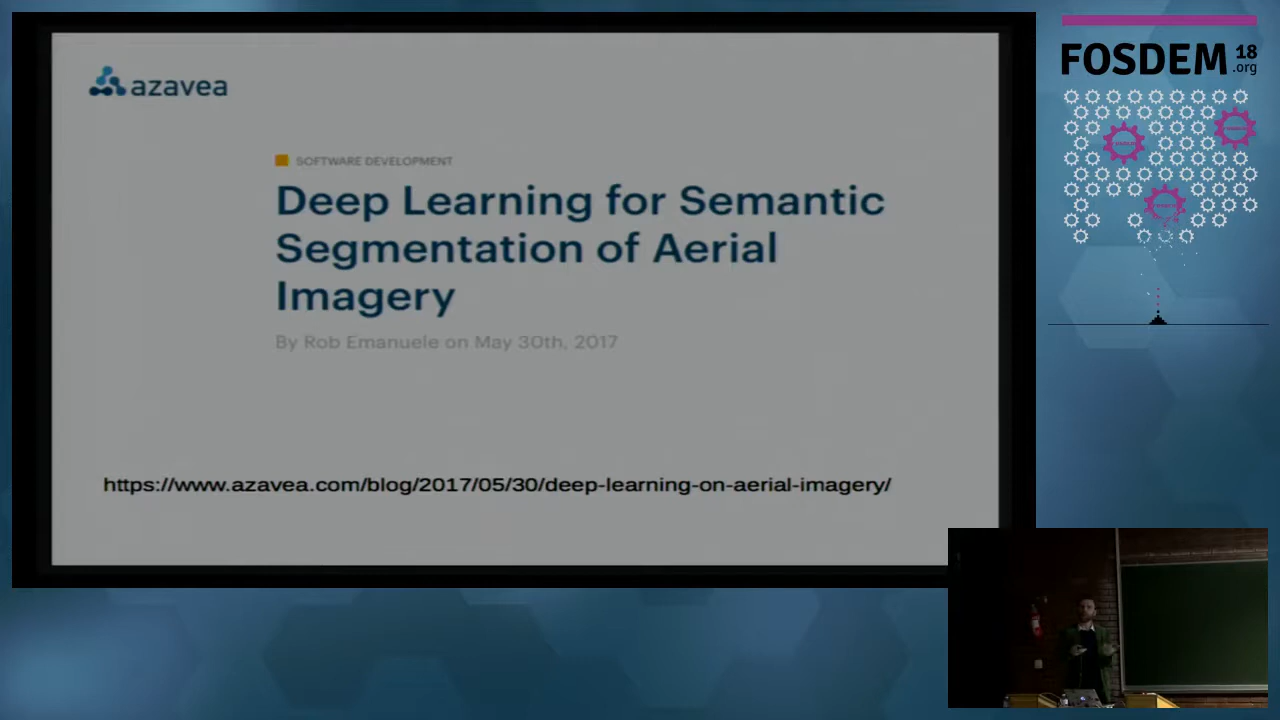 azavea
SOFTWARE DEVELOPMENT
Deep Learning for Semantic
Segmentation of Aerial
Imagery
By Rob Emanuele on May 30th, 2017
https://www.azavea.com/blog/2017/05/30/deep-learning-on-aerial-imagery/
FOSDEM 18
.org